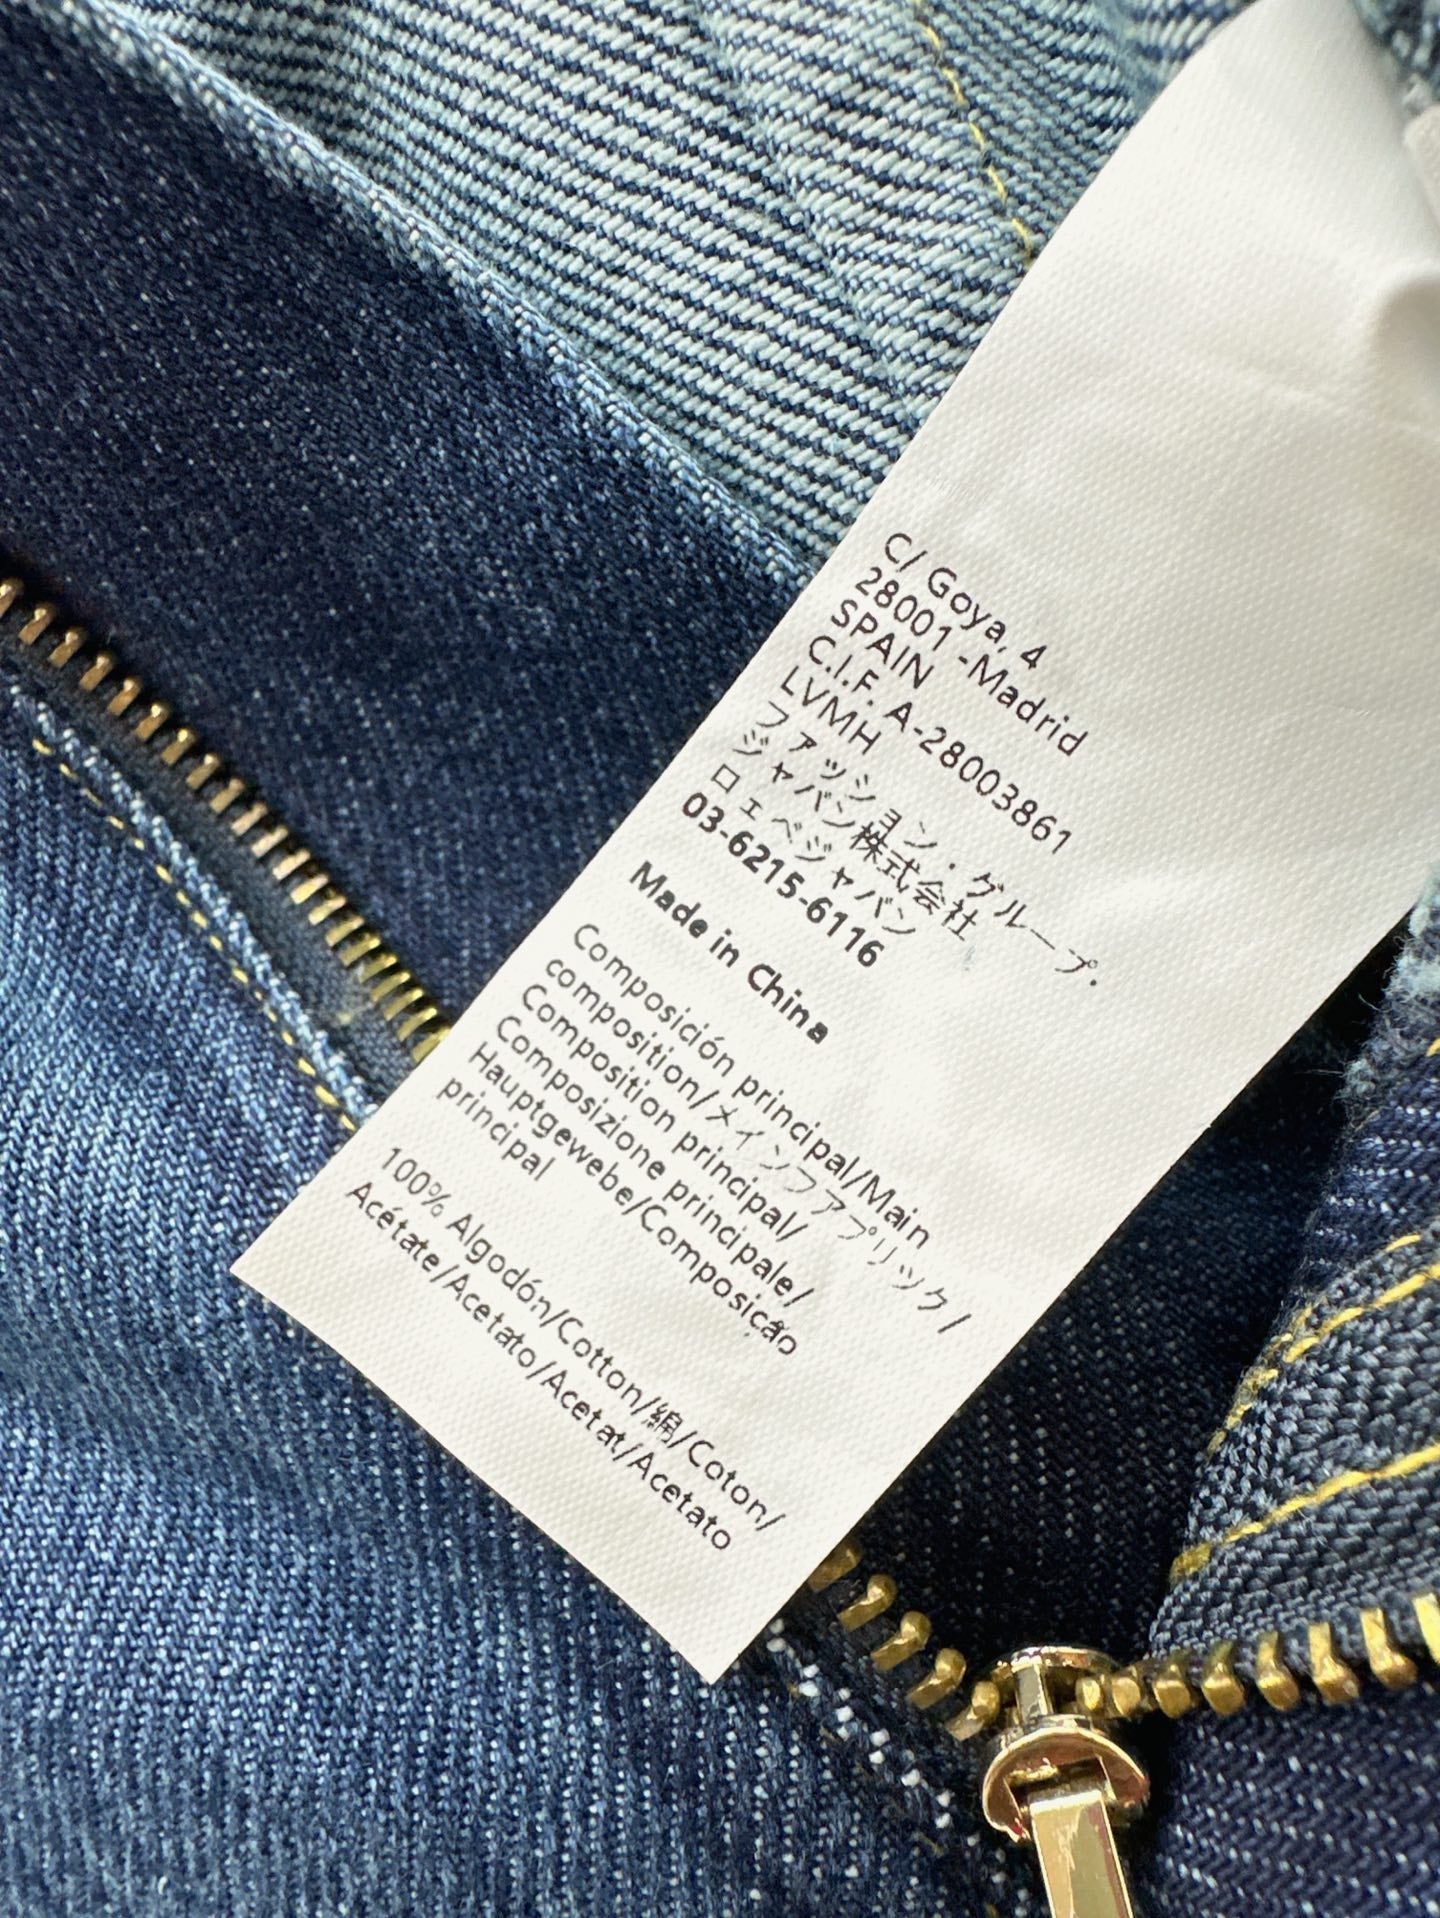 C/ Goya, 4
28001 -Madrid
SPAIN
C.I.F. A-28003861
LVMH
ファッション・グループ.
ジャパン株式会社
ロエベジャパン
03-6215-6116
Made in China
Composición principal/Main
composition/メインファアプリック/
Composition principal/
Composizione principale/
Hauptgewebe/Composicão
principal
100% Algodón/Cotton/綿/Coton/
Acétate/Acetato/Acetat/Acetato